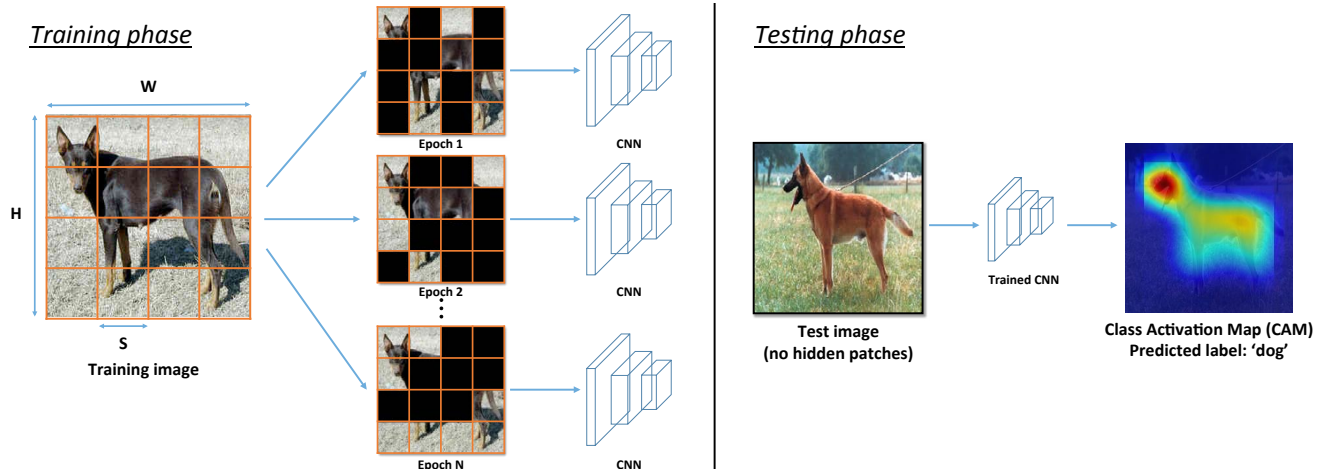 Training phase
W
H
S
Training image
Epoch 1
CNN
Epoch 2
CNN
Epoch N
CNN
Testing phase
Test image
(no hidden patches)
Trained CNN
Class Activation Map (CAM)
Predicted label: ‘dog’